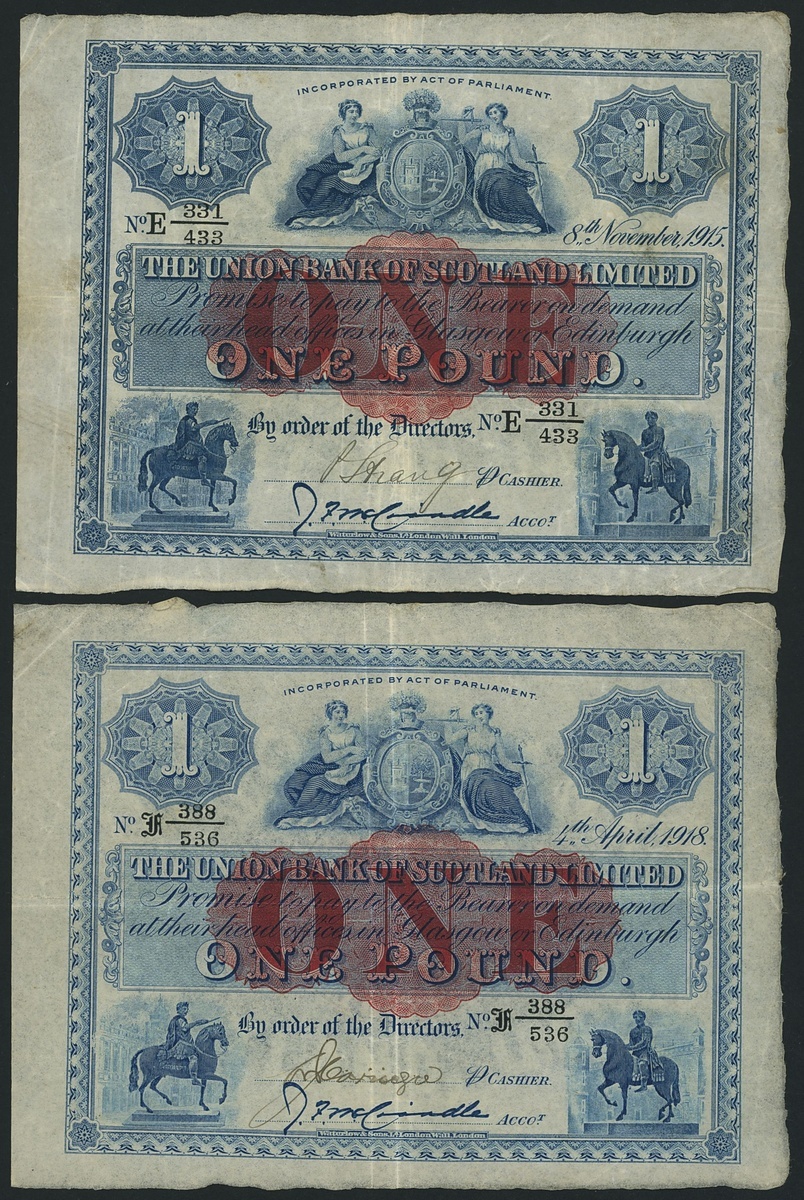 INCORPORATED BY ACT OF PARLIAMENT.
1 1
No. E 331/433
8th November, 1915.
THE UNION BANK OF SCOTLAND LIMITED
ONE
Promise to pay to the Bearer on demand
at their head offices in Glasgow or Edinburgh
ONE POUND.
By order of the Directors, No. E 331/433
P CASHIER.
J. F. McCrindle ACCOT.
Waterlow & Sons, Ld. London Wall, London
INCORPORATED BY ACT OF PARLIAMENT.
1 1
No. F 388/536
4th April, 1918.
THE UNION BANK OF SCOTLAND LIMITED
ONE
Promise to pay to the Bearer on demand
at their head offices in Glasgow or Edinburgh
ONE POUND.
By order of the Directors, No. F 388/536
P CASHIER.
J. F. McCrindle ACCOT.
Waterlow & Sons, Ld. London Wall, London